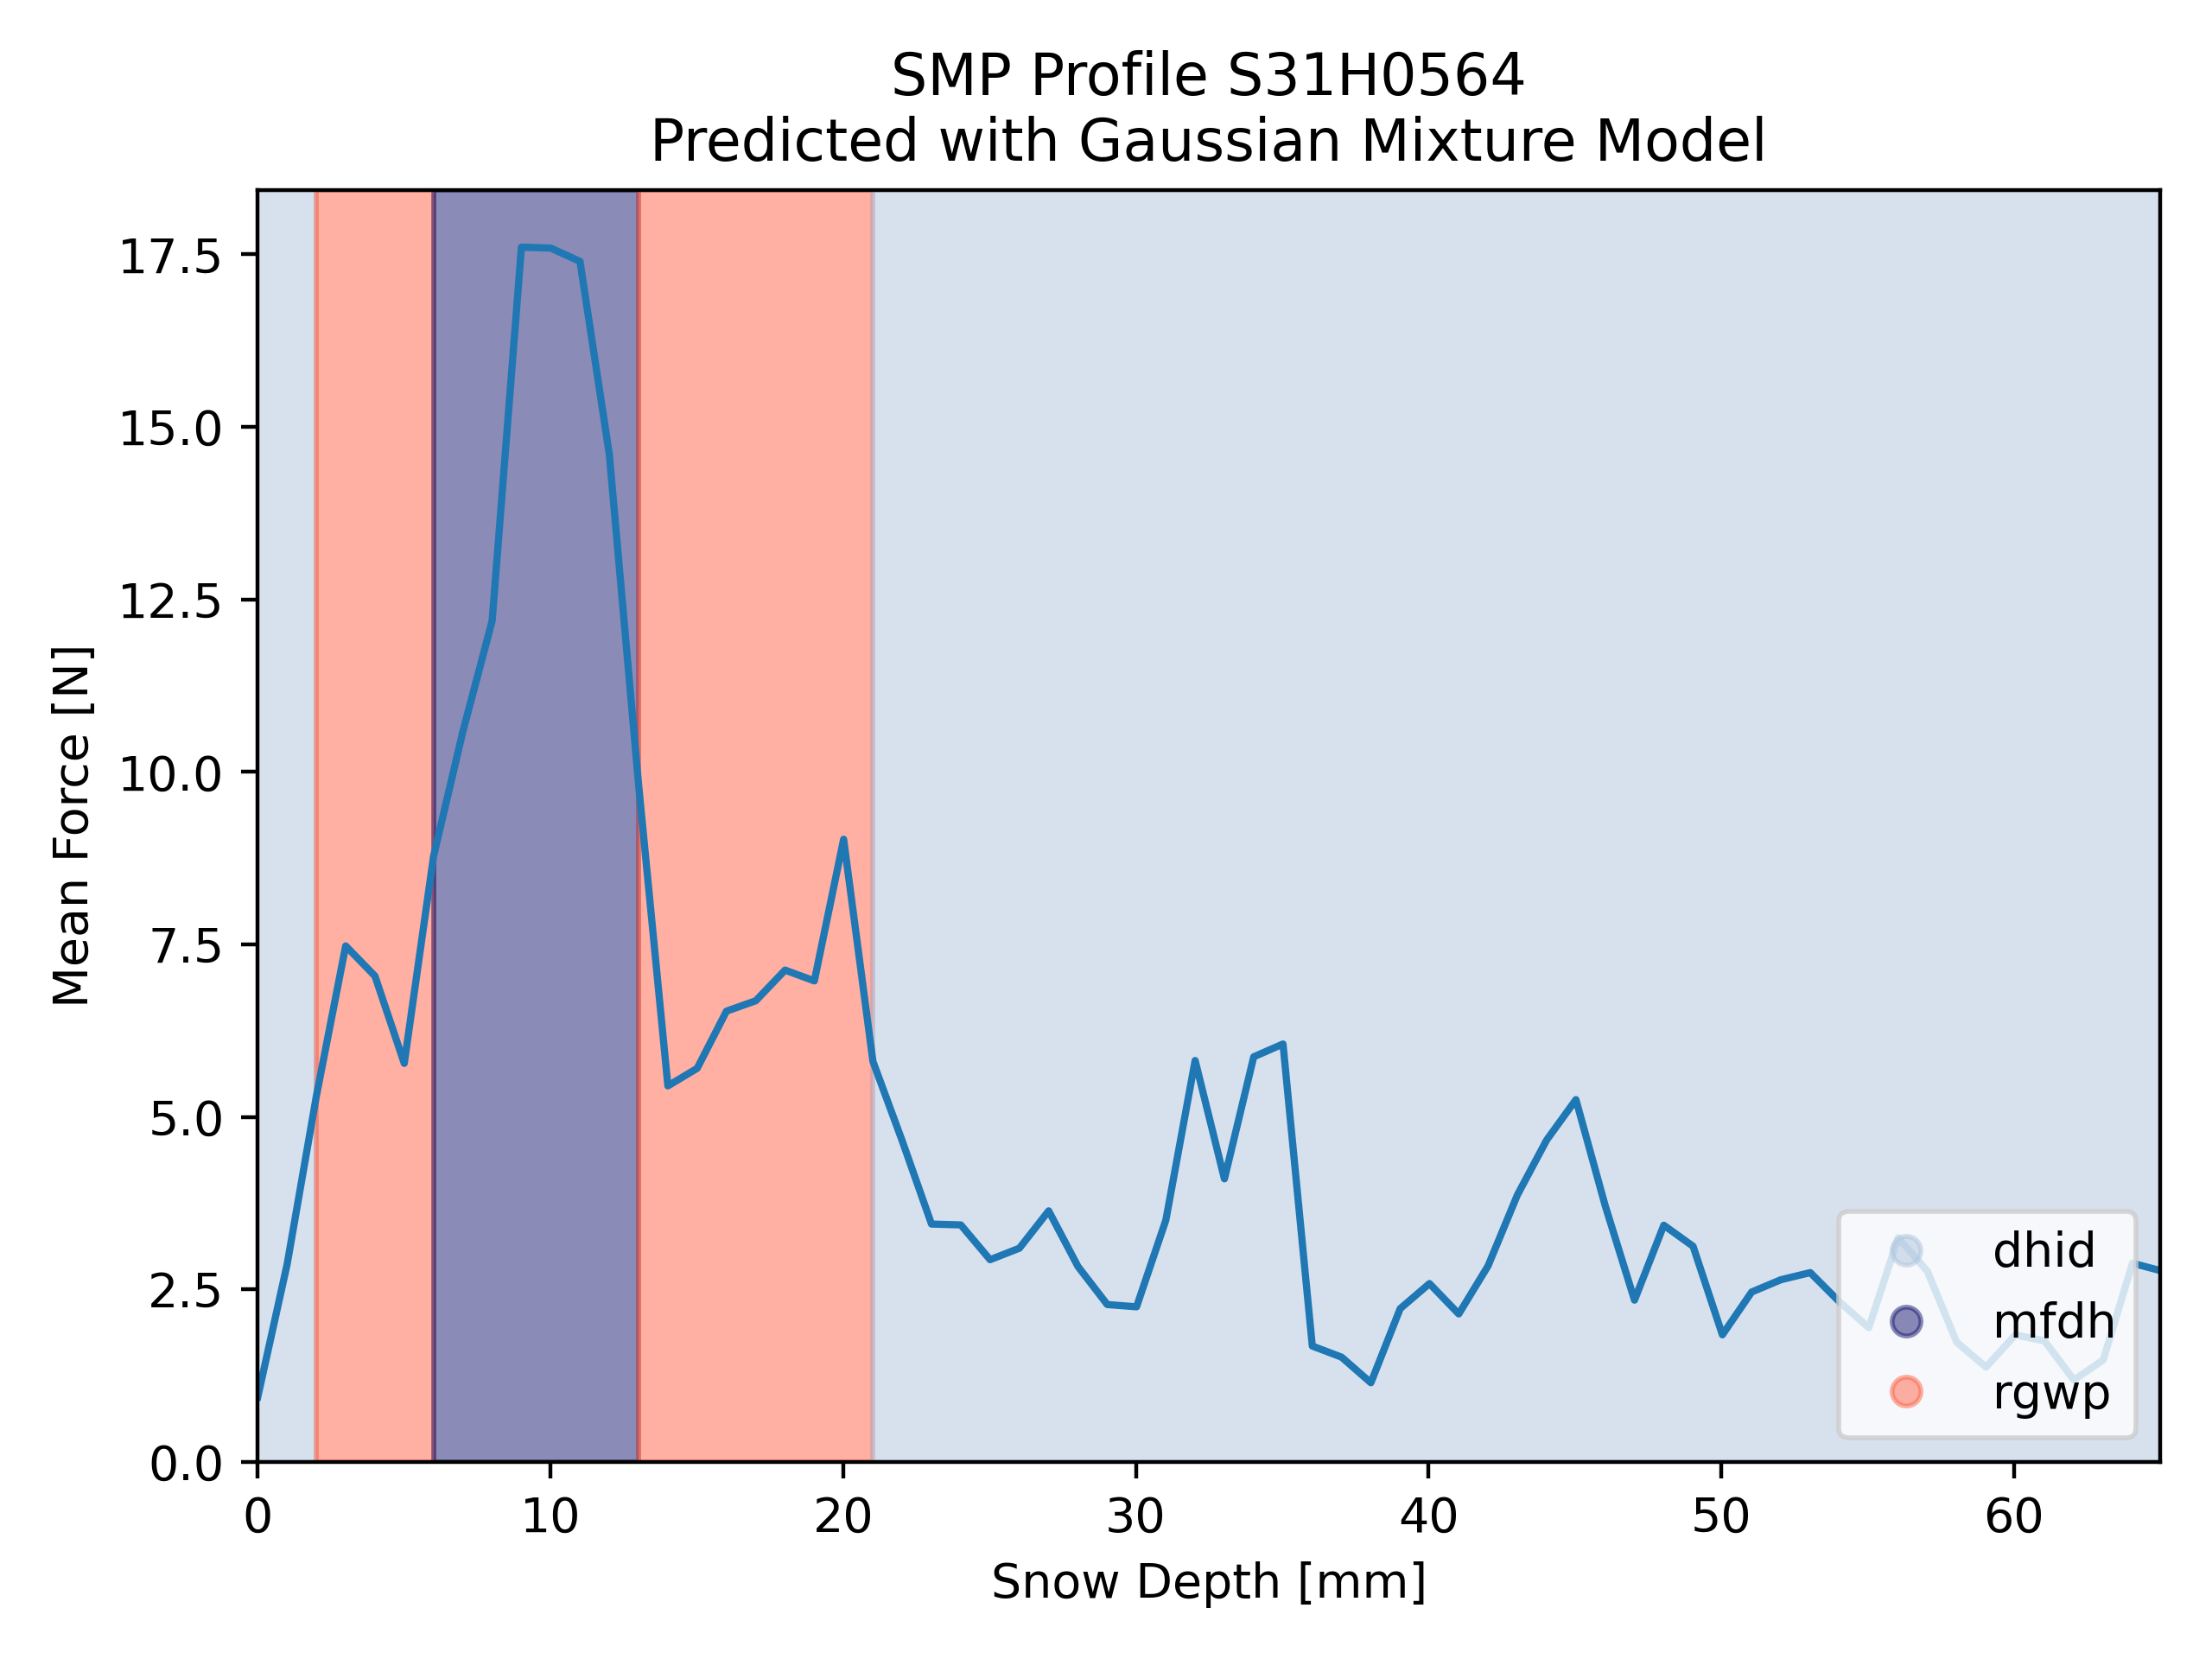 SMP Profile S31H0564
Predicted with Gaussian Mixture Model
17.5
15.0
12.5
10.0
7.5
5.0
2.5
0.0
Mean Force [N]
dhid
mfdh
rgwp
0 10 20 30 40 50 60
Snow Depth [mm]